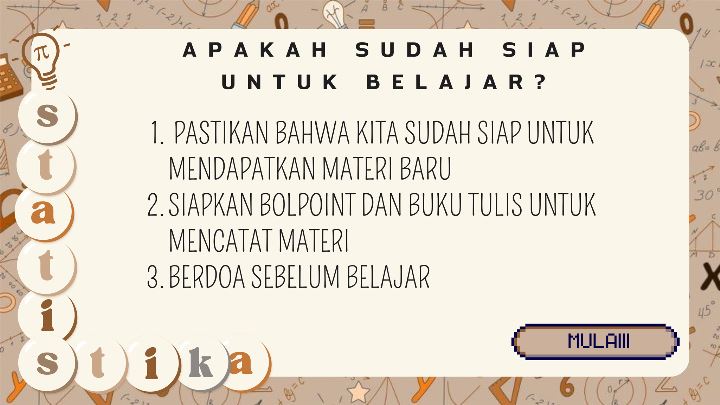 APAKAH SUDAH SIAP
UNTUK BELAJAR?
1. PASTIKAN BAHWA KITA SUDAH SIAP UNTUK
MENDAPATKAN MATERI BARU
2. SIAPKAN BOLPOINT DAN BUKU TULIS UNTUK
MENCATAT MATERI
3. BERDOA SEBELUM BELAJAR
MULAIII
π
statistika